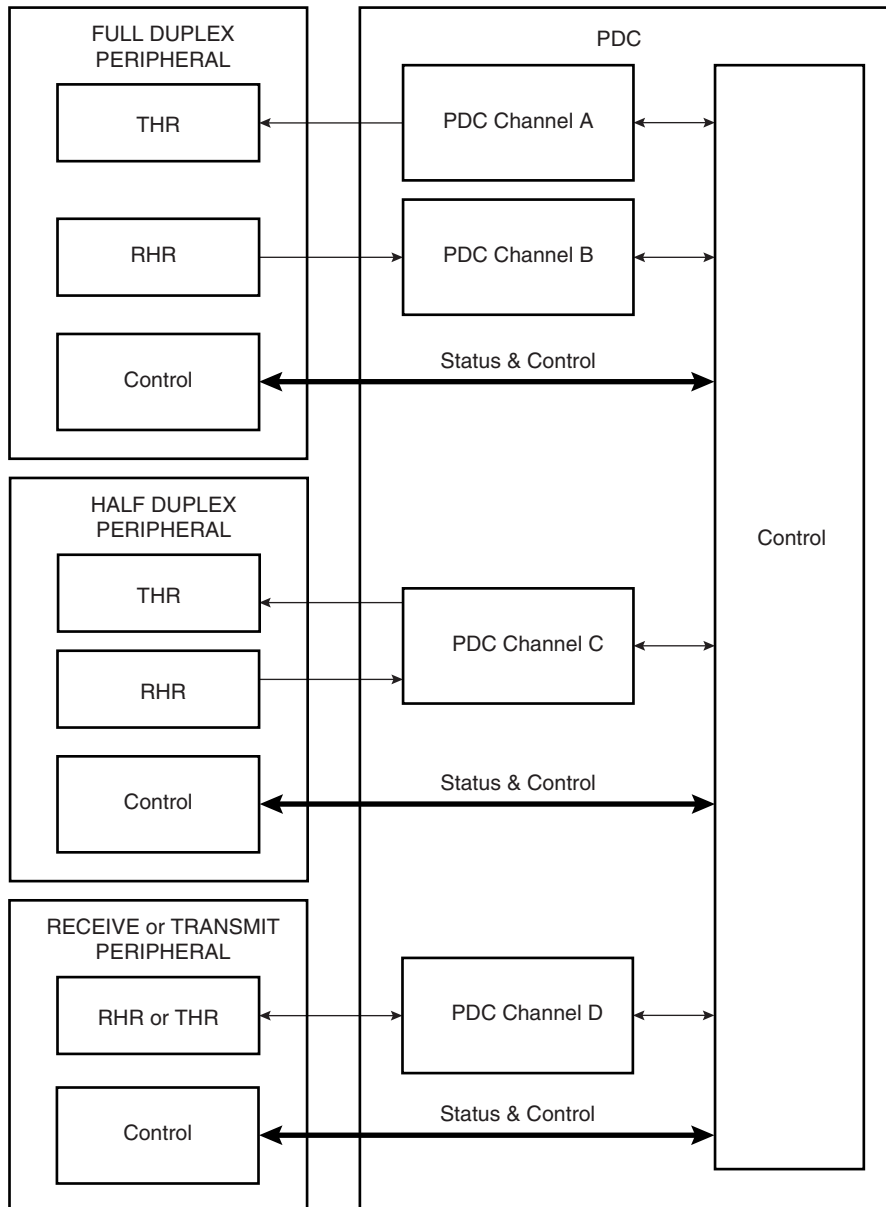 FULL DUPLEX
PERIPHERAL
THR
RHR
Control
PDC
PDC Channel A
PDC Channel B
Status & Control
HALF DUPLEX
PERIPHERAL
THR
RHR
Control
PDC Channel C
Status & Control
Control
RECEIVE or TRANSMIT
PERIPHERAL
RHR or THR
Control
PDC Channel D
Status & Control